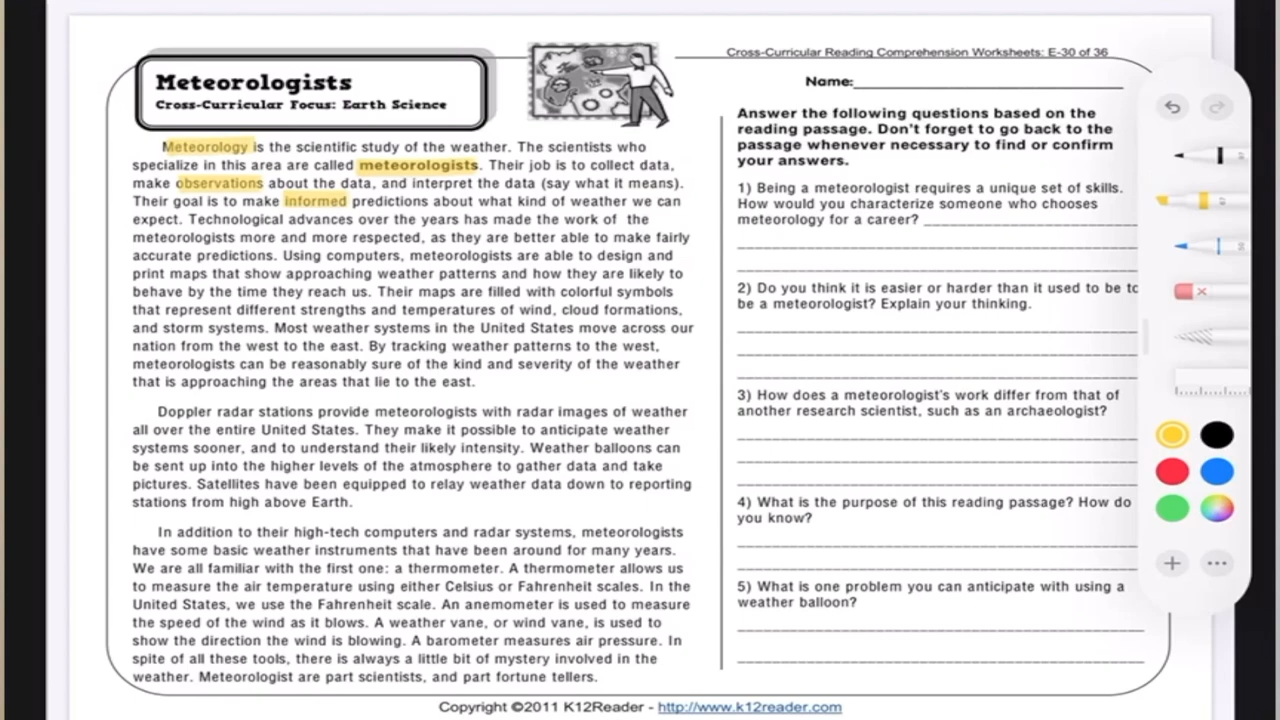 Cross-Curricular Reading Comprehension Worksheets: E-30 of 36
Meteorologists
Cross-Curricular Focus: Earth Science
Name:
Meteorology is the scientific study of the weather. The scientists who
specialize in this area are called meteorologists. Their job is to collect data,
make observations about the data, and interpret the data (say what it means).
Their goal is to make informed predictions about what kind of weather we can
expect. Technological advances over the years has made the work of the
meteorologists more and more respected, as they are better able to make fairly
accurate predictions. Using computers, meteorologists are able to design and
print maps that show approaching weather patterns and how they are likely to
behave by the time they reach us. Their maps are filled with colorful symbols
that represent different strengths and temperatures of wind, cloud formations,
and storm systems. Most weather systems in the United States move across our
nation from the west to the east. By tracking weather patterns to the west,
meteorologists can be reasonably sure of the kind and severity of the weather
that is approaching the areas that lie to the east.
Doppler radar stations provide meteorologists with radar images of weather
all over the entire United States. They make it possible to anticipate weather
systems sooner, and to understand their likely intensity. Weather balloons can
be sent up into the higher levels of the atmosphere to gather data and take
pictures. Satellites have been equipped to relay weather data down to reporting
stations from high above Earth.
In addition to their high-tech computers and radar systems, meteorologists
have some basic weather instruments that have been around for many years.
We are all familiar with the first one: a thermometer. A thermometer allows us
to measure the air temperature using either Celsius or Fahrenheit scales. In the
United States, we use the Fahrenheit scale. An anemometer is used to measure
the speed of the wind as it blows. A weather vane, or wind vane, is used to
show the direction the wind is blowing. A barometer measures air pressure. In
spite of all these tools, there is always a little bit of mystery involved in the
weather. Meteorologist are part scientists, and part fortune tellers.
Answer the following questions based on the
reading passage. Don't forget to go back to the
passage whenever necessary to find or confirm
your answers.
1) Being a meteorologist requires a unique set of skills.
How would you characterize someone who chooses
meteorology for a career?
2) Do you think it is easier or harder than it used to be to
be a meteorologist? Explain your thinking.
3) How does a meteorologist's work differ from that of
another research scientist, such as an archaeologist?
4) What is the purpose of this reading passage? How do
you know?
5) What is one problem you can anticipate with using a
weather balloon?
Copyright ©2011 K12Reader - http://www.k12reader.com